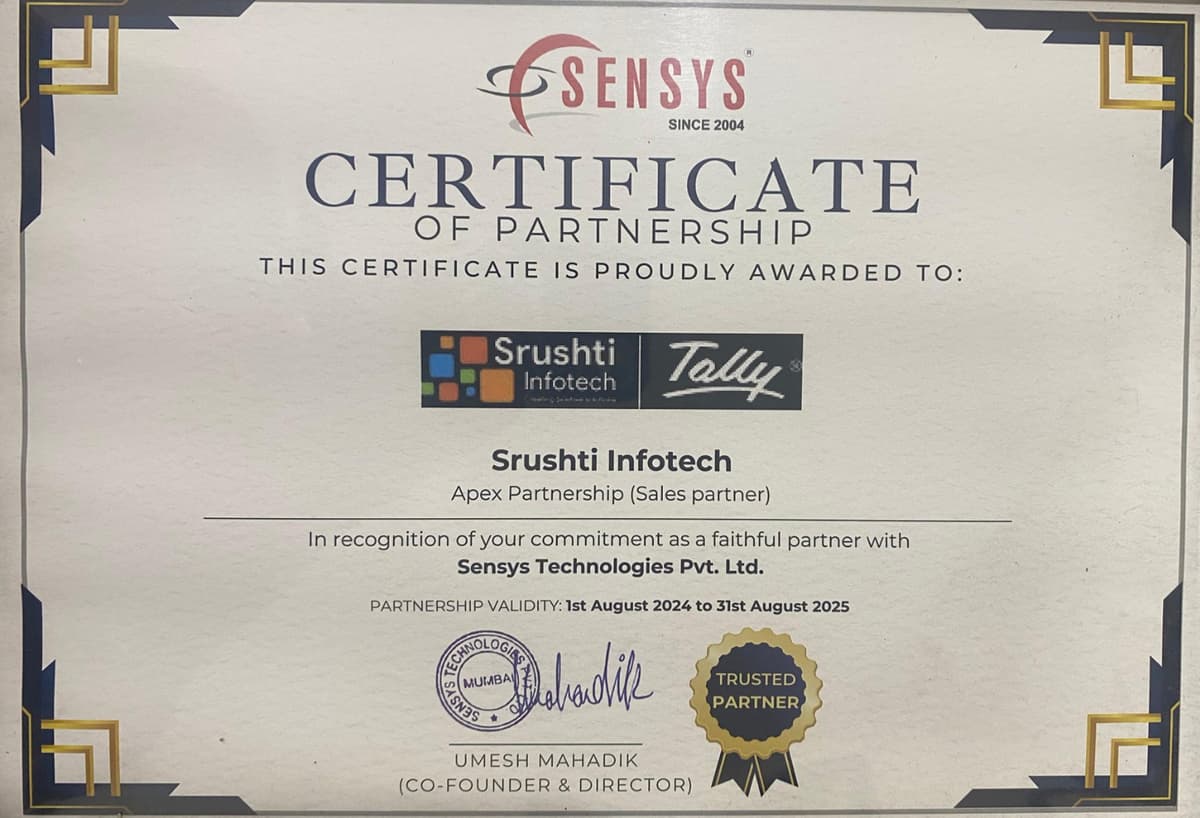 SENSYS®
SINCE 2004
CERTIFICATE
OF PARTNERSHIP
THIS CERTIFICATE IS PROUDLY AWARDED TO:
Srushti
Infotech
Tally®
Srushti Infotech
Apex Partnership (Sales partner)
In recognition of your commitment as a faithful partner with
Sensys Technologies Pvt. Ltd.
PARTNERSHIP VALIDITY: 1st August 2024 to 31st August 2025
SENSYS TECHNOLOGIES PVT
MUMBAI
TRUSTED
PARTNER
UMESH MAHADIK
(CO-FOUNDER & DIRECTOR)